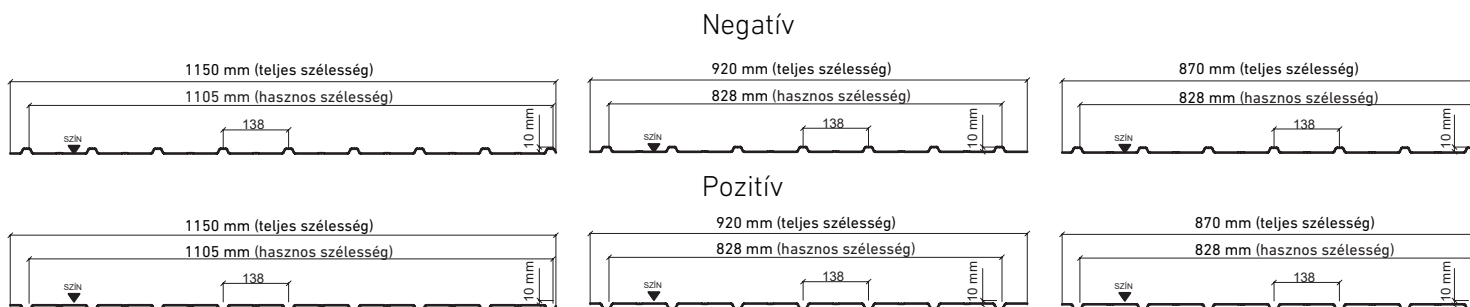 Negatív
1150 mm (teljes szélesség)
1105 mm (hasznos szélesség)
138
SZÍN
10 mm
920 mm (teljes szélesség)
828 mm (hasznos szélesség)
138
SZÍN
10 mm
870 mm (teljes szélesség)
828 mm (hasznos szélesség)
138
SZÍN
10 mm
Pozitív
1150 mm (teljes szélesség)
1105 mm (hasznos szélesség)
138
SZÍN
10 mm
920 mm (teljes szélesség)
828 mm (hasznos szélesség)
138
SZÍN
10 mm
870 mm (teljes szélesség)
828 mm (hasznos szélesség)
138
SZÍN
10 mm